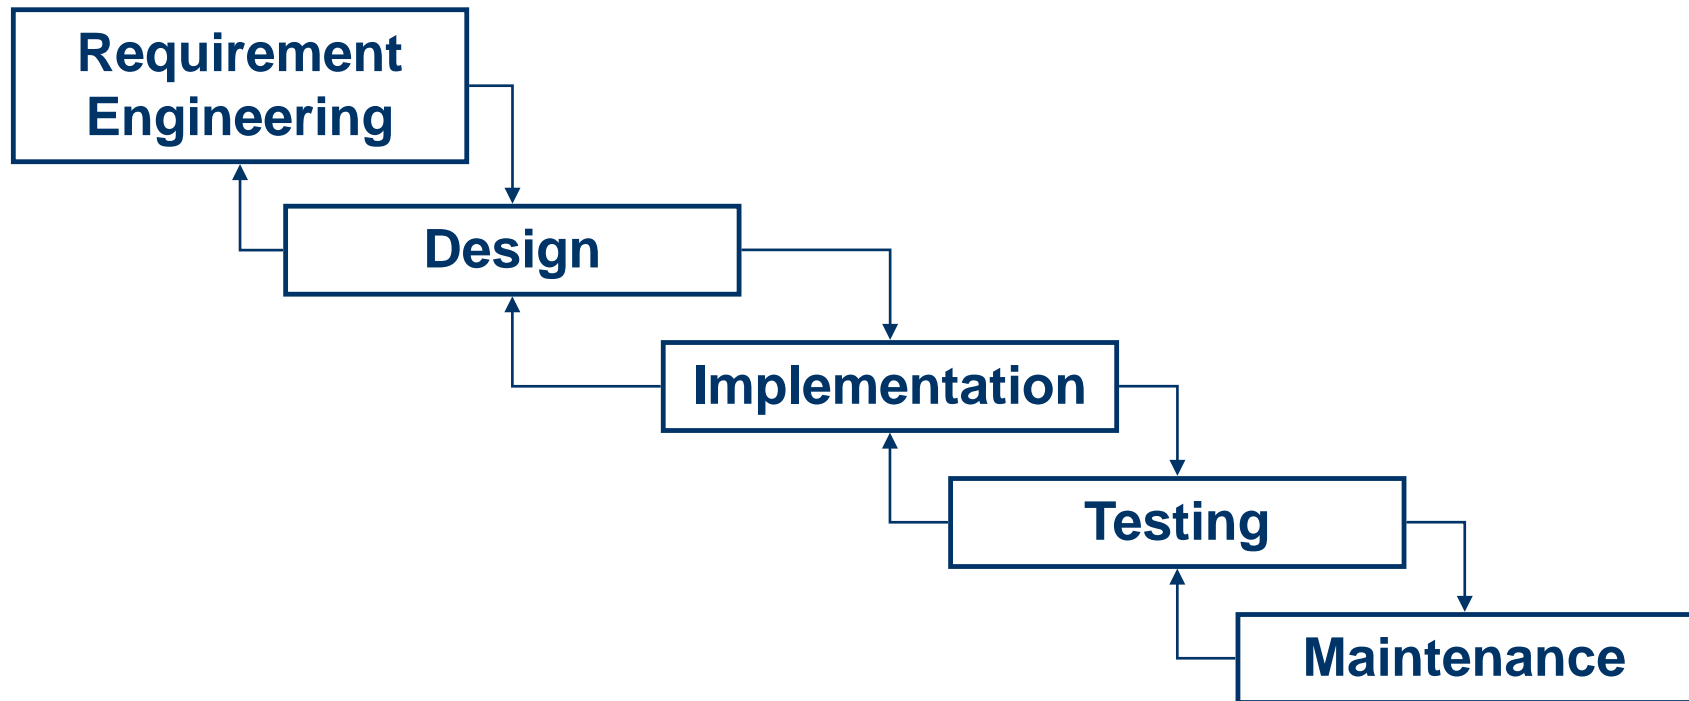 Requirement
Engineering
Design
Implementation
Testing
Maintenance